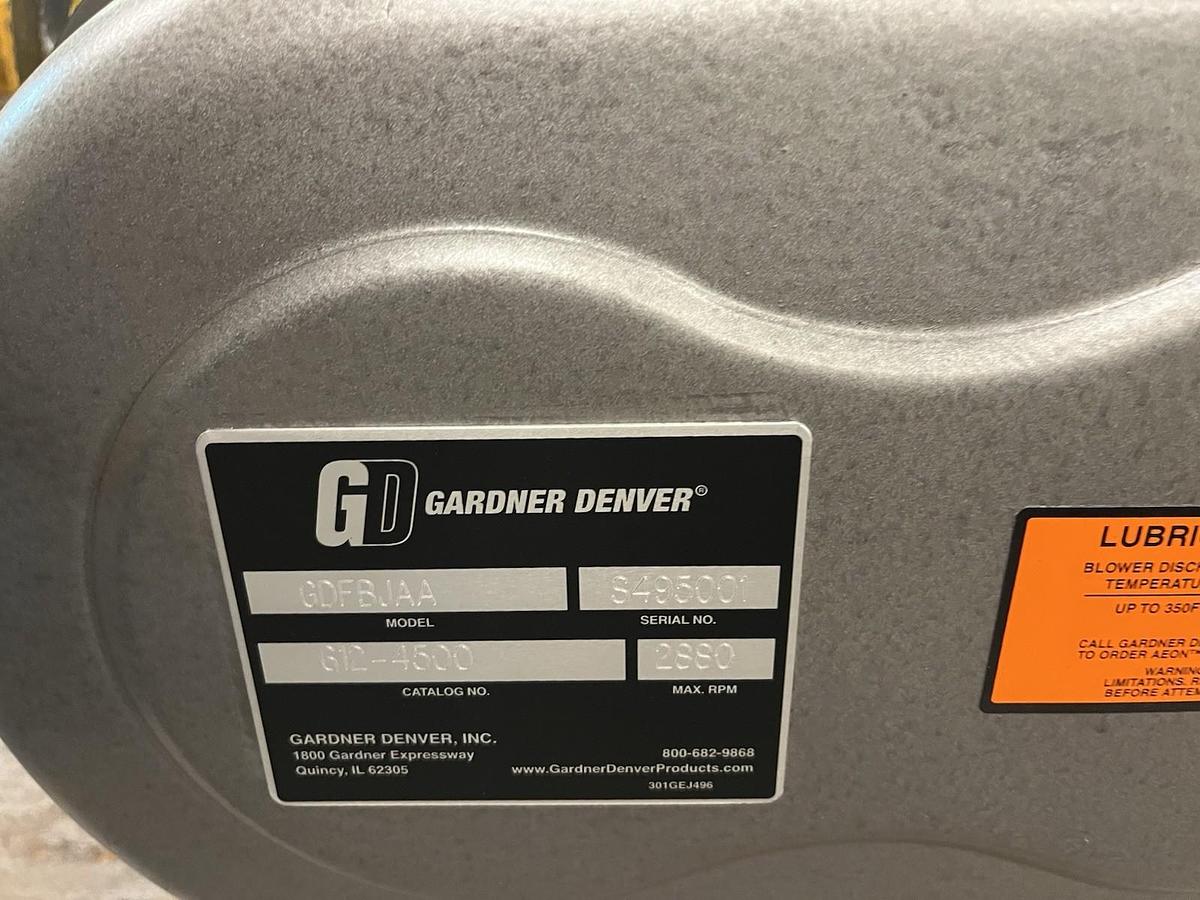 GD GARDNER DENVER®
GDFBJAA S495001
MODEL SERIAL NO.
612-4500 2880
CATALOG NO. MAX. RPM
GARDNER DENVER, INC.
1800 Gardner Expressway 800-682-9868
Quincy, IL 62305 www.GardnerDenverProducts.com
301GEJ496
LUBRI
BLOWER DISCH
TEMPERATU
UP TO 350F
CALL GARDNER D
TO ORDER AEON™
WARNING
LIMITATIONS. R
BEFORE ATTEM